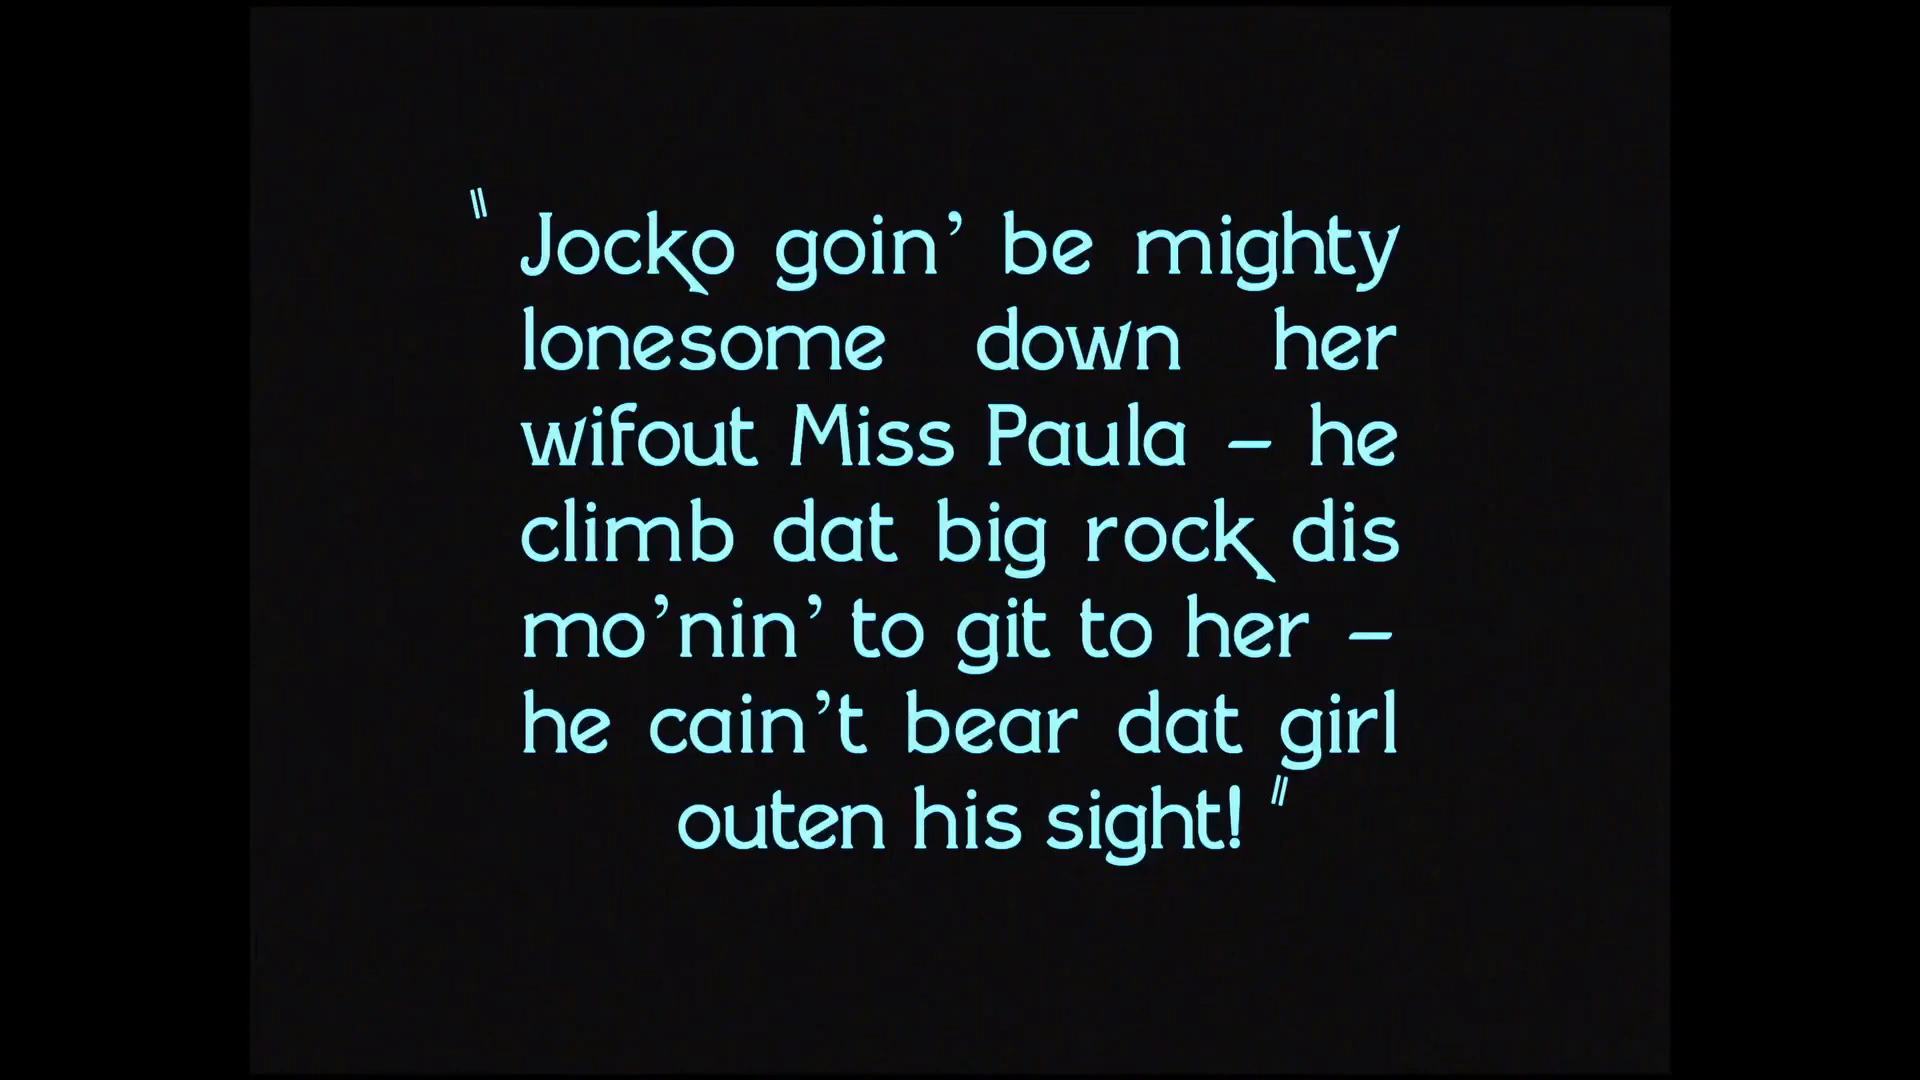 "Jocko goin’ be mighty
lonesome down her
wifout Miss Paula – he
climb dat big rock dis
mo’nin’ to git to her –
he cain’t bear dat girl
outen his sight!"